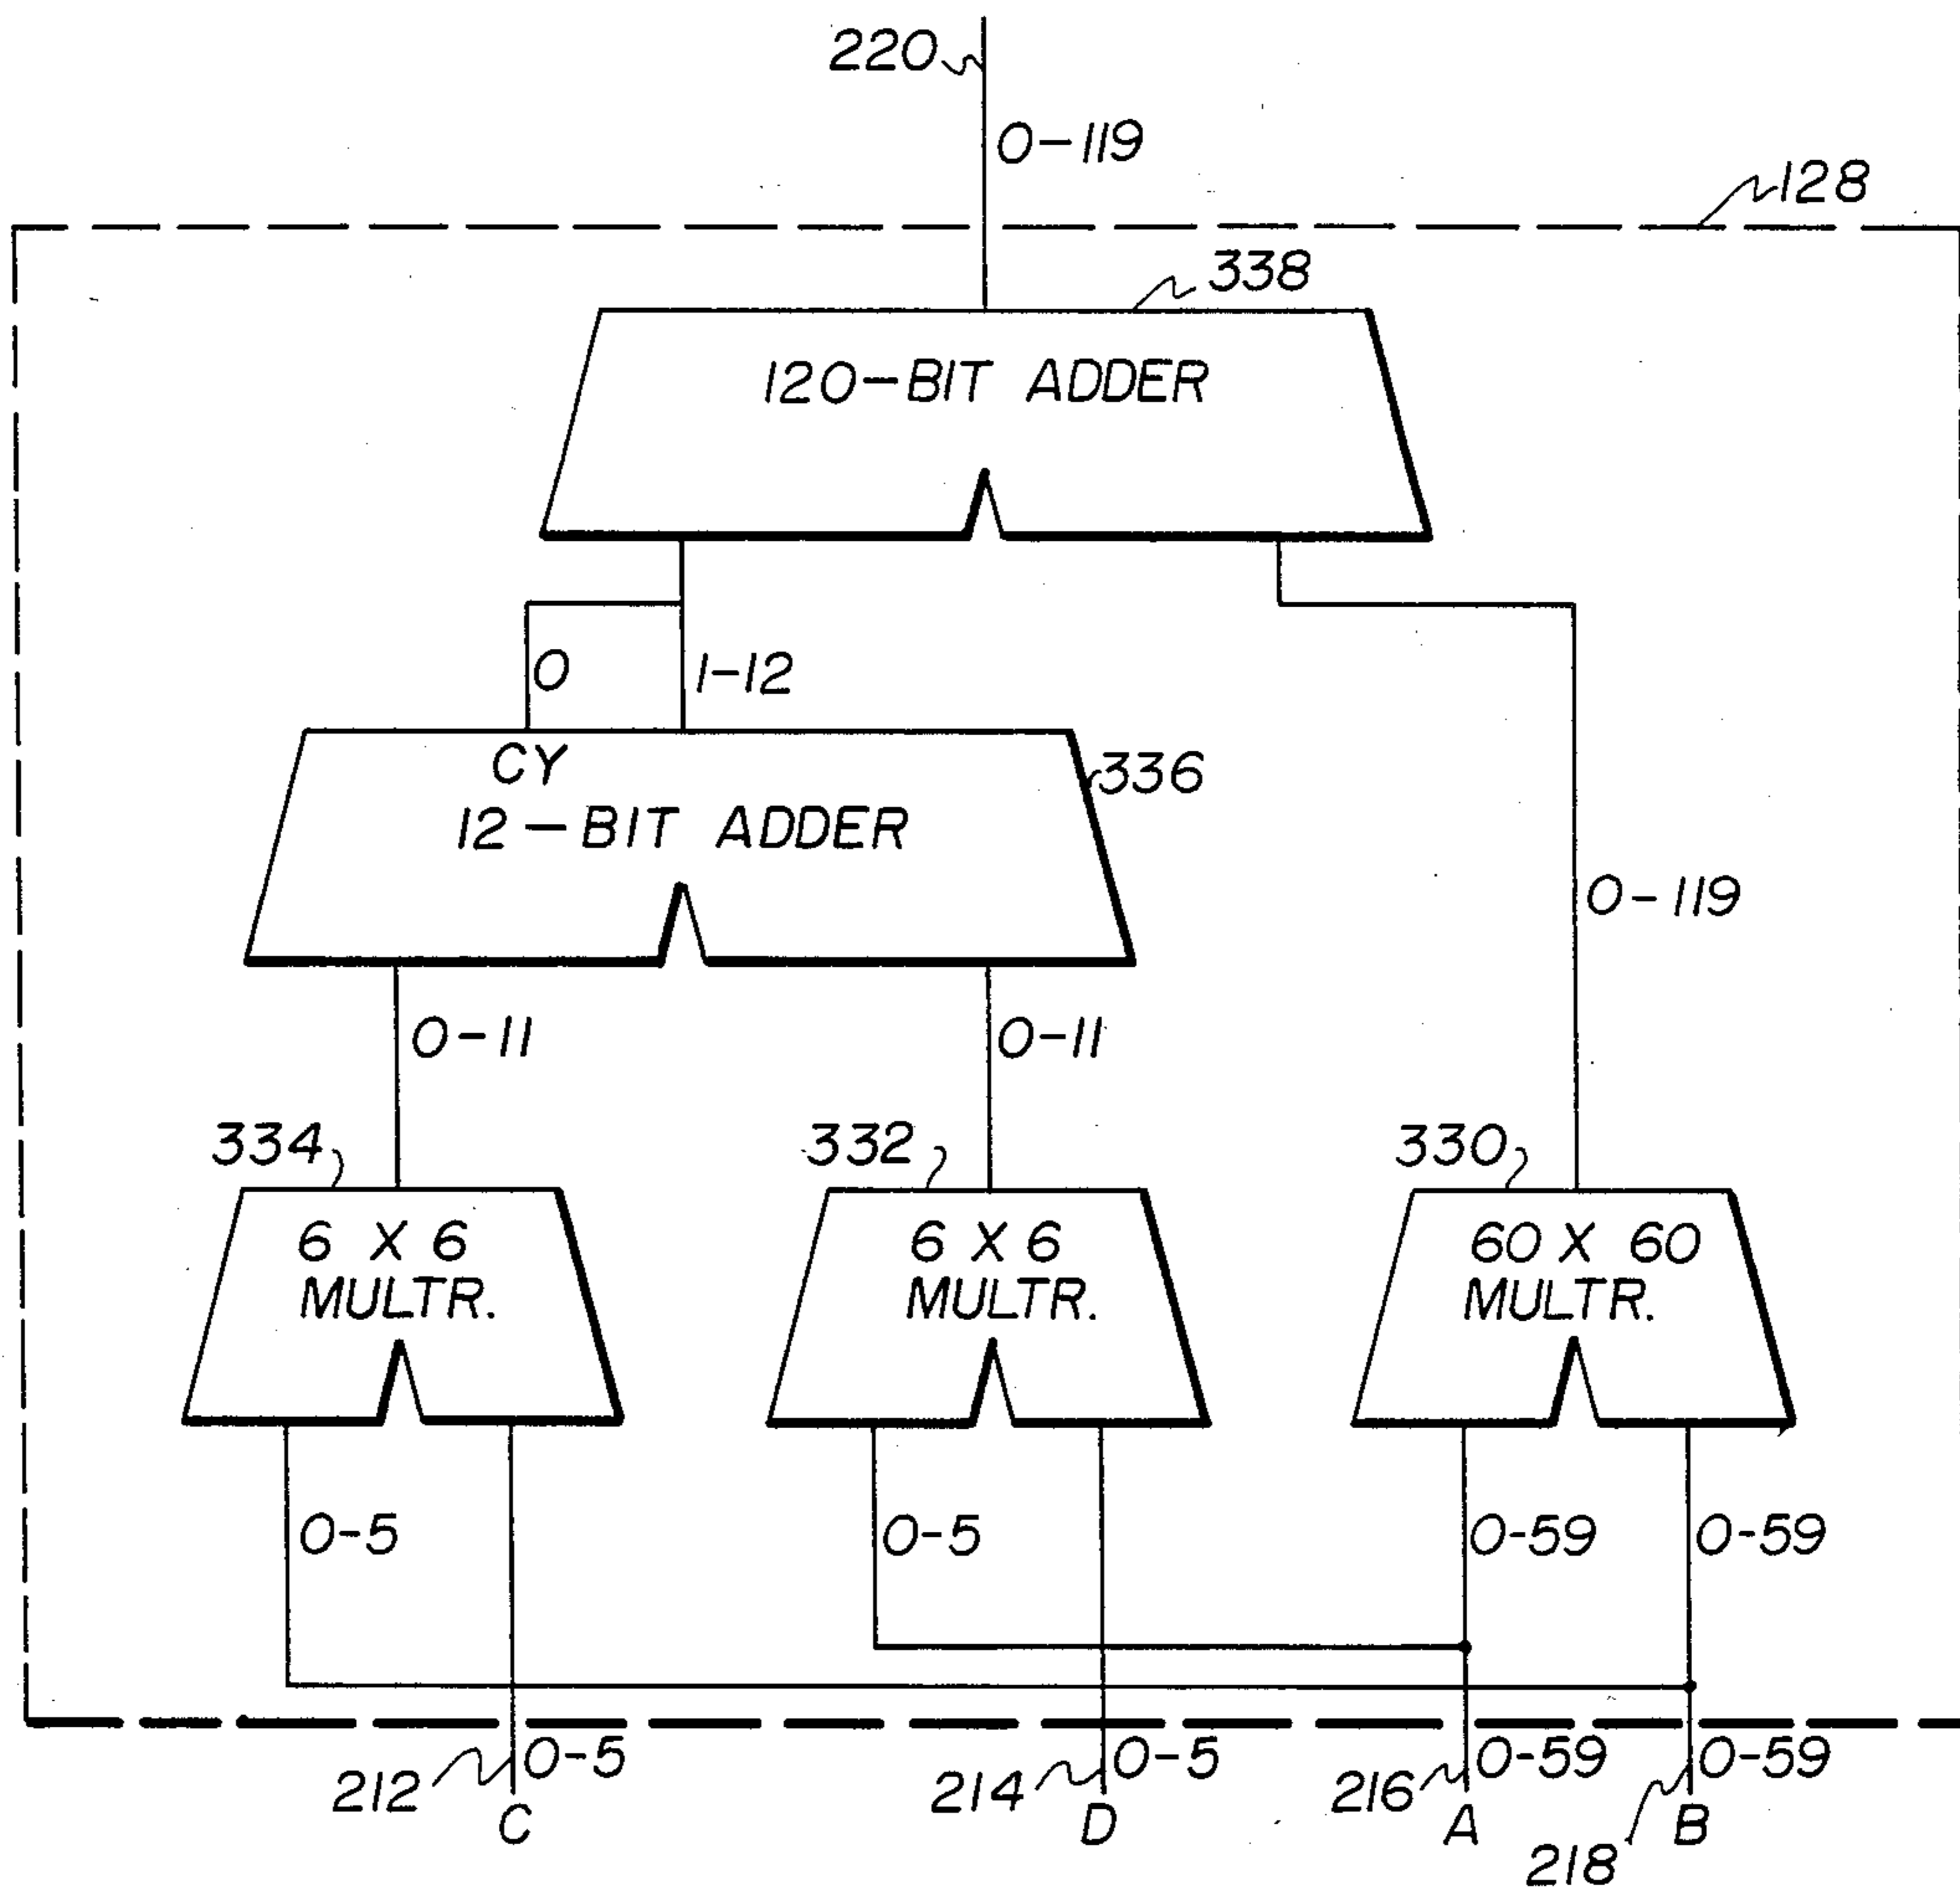 220
0-119
128
338
120-BIT ADDER
0
1-12
CY
336
12-BIT ADDER
0-119
0-11
0-11
334
332
330
6 X 6
MULTR.
6 X 6
MULTR.
60 X 60
MULTR.
0-5
0-5
0-59
0-59
212
0-5
214
0-5
216
0-59
0-59
C
D
A
B
218